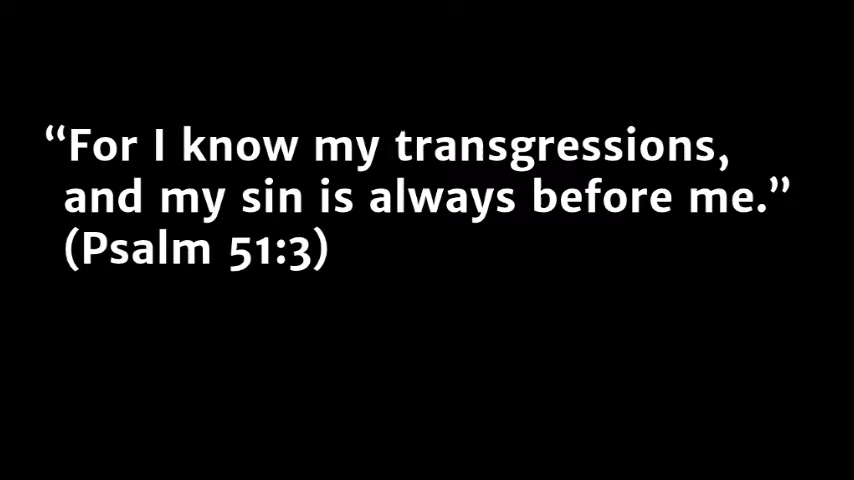 “For I know my transgressions,
and my sin is always before me.”
(Psalm 51:3)